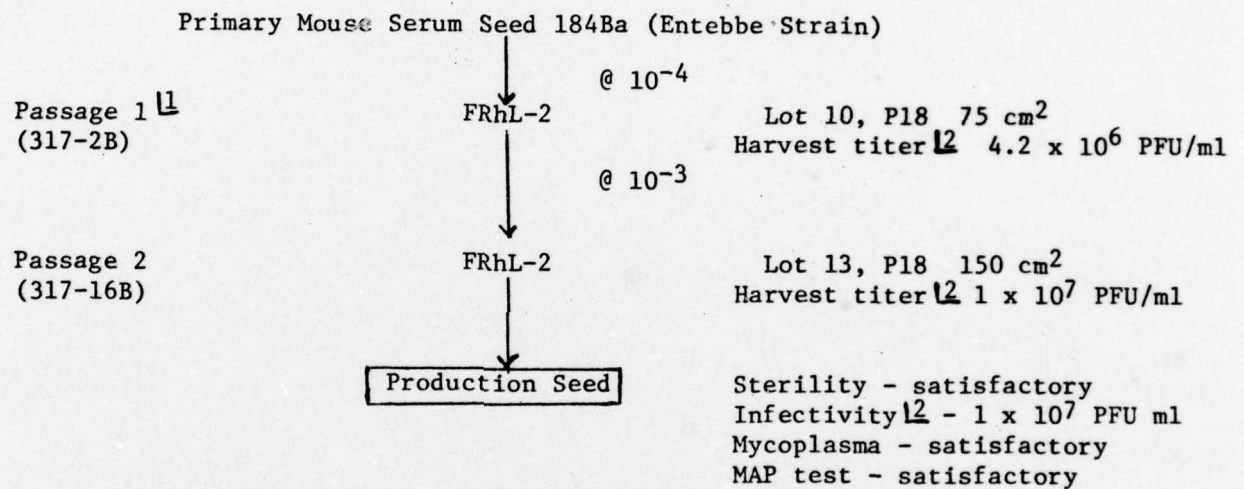 Primary Mouse Serum Seed 184Ba (Entebbe Strain)
@ 10⁻⁴
Passage 1 1
(317-2B)
FRhL-2
Lot 10, P18 75 cm²
Harvest titer 2 4.2 x 10⁶ PFU/ml
@ 10⁻³
Passage 2
(317-16B)
FRhL-2
Lot 13, P18 150 cm²
Harvest titer 2 1 x 10⁷ PFU/ml
Production Seed
Sterility - satisfactory
Infectivity 2 - 1 x 10⁷ PFU ml
Mycoplasma - satisfactory
MAP test - satisfactory